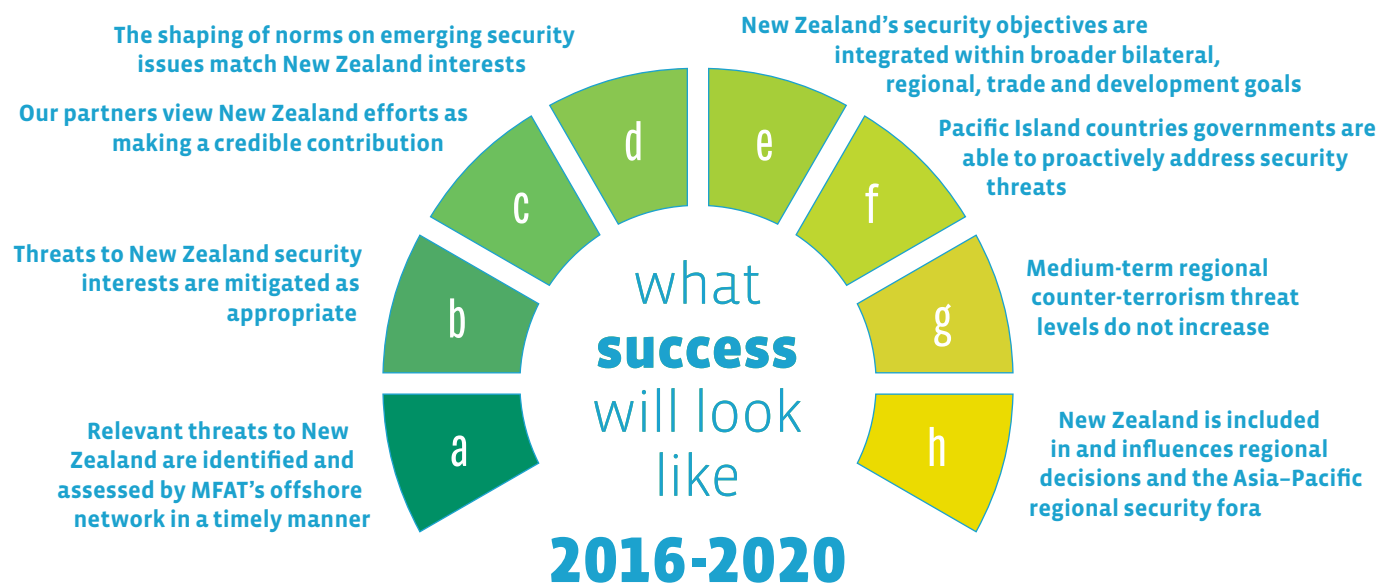 The shaping of norms on emerging security
issues match New Zealand interests
New Zealand's security objectives are
integrated within broader bilateral,
regional, trade and development goals
Our partners view New Zealand efforts as
making a credible contribution
Pacific Island countries governments are
able to proactively address security
threats
Threats to New Zealand security
interests are mitigated as
appropriate
Medium-term regional
counter-terrorism threat
levels do not increase
Relevant threats to New
Zealand are identified and
assessed by MFAT's offshore
network in a timely manner
New Zealand is included
in and influences regional
decisions and the Asia–Pacific
regional security fora
a
b
c
d
e
f
g
h
what
success
will look
like
2016-2020